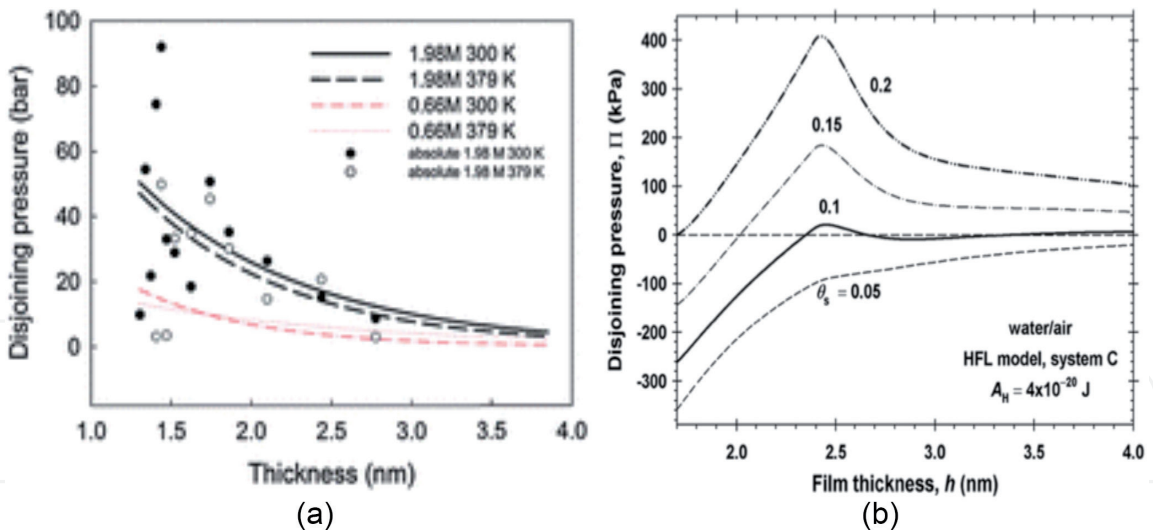 Disjoining pressure (bar)
100
80
60
40
20
0
1.98M 300 K
1.98M 379 K
0.66M 300 K
0.66M 379 K
absolute 1.98 M 300 K
absolute 1.98 M 379 K
1.0 1.5 2.0 2.5 3.0 3.5 4.0
Thickness (nm)
(a)
Disjoining pressure, Π (kPa)
400
300
200
100
0
-100
-200
-300
0.2
0.15
0.1
θs = 0.05
water/air
HFL model, system C
AH = 4x10⁻²⁰ J
2.0 2.5 3.0 3.5 4.0
Film thickness, h (nm)
(b)